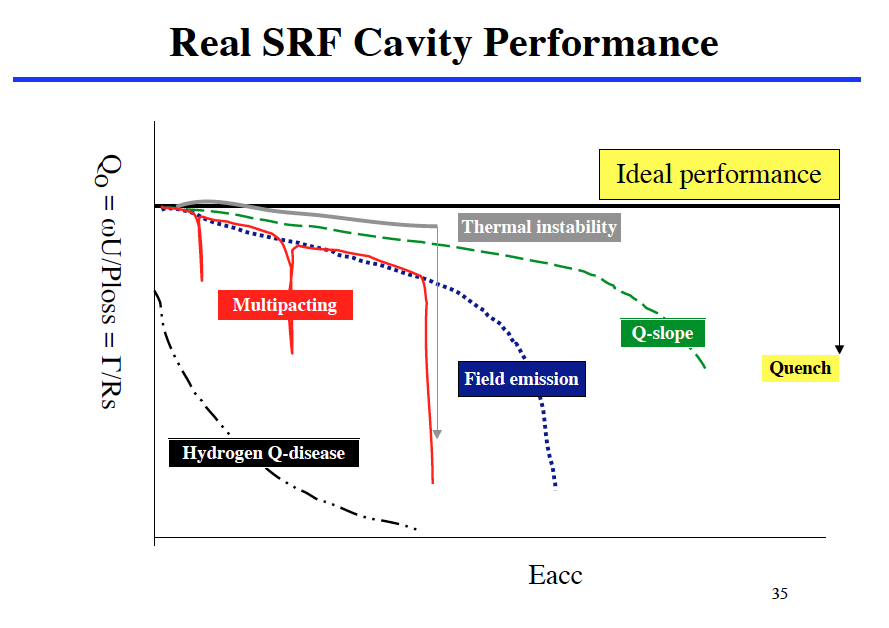 Real SRF Cavity Performance
Q₀ = ωU/Ploss = Γ/Rs
Ideal performance
Thermal instability
Multipacting
Q-slope
Quench
Field emission
Hydrogen Q-disease
Eacc
35